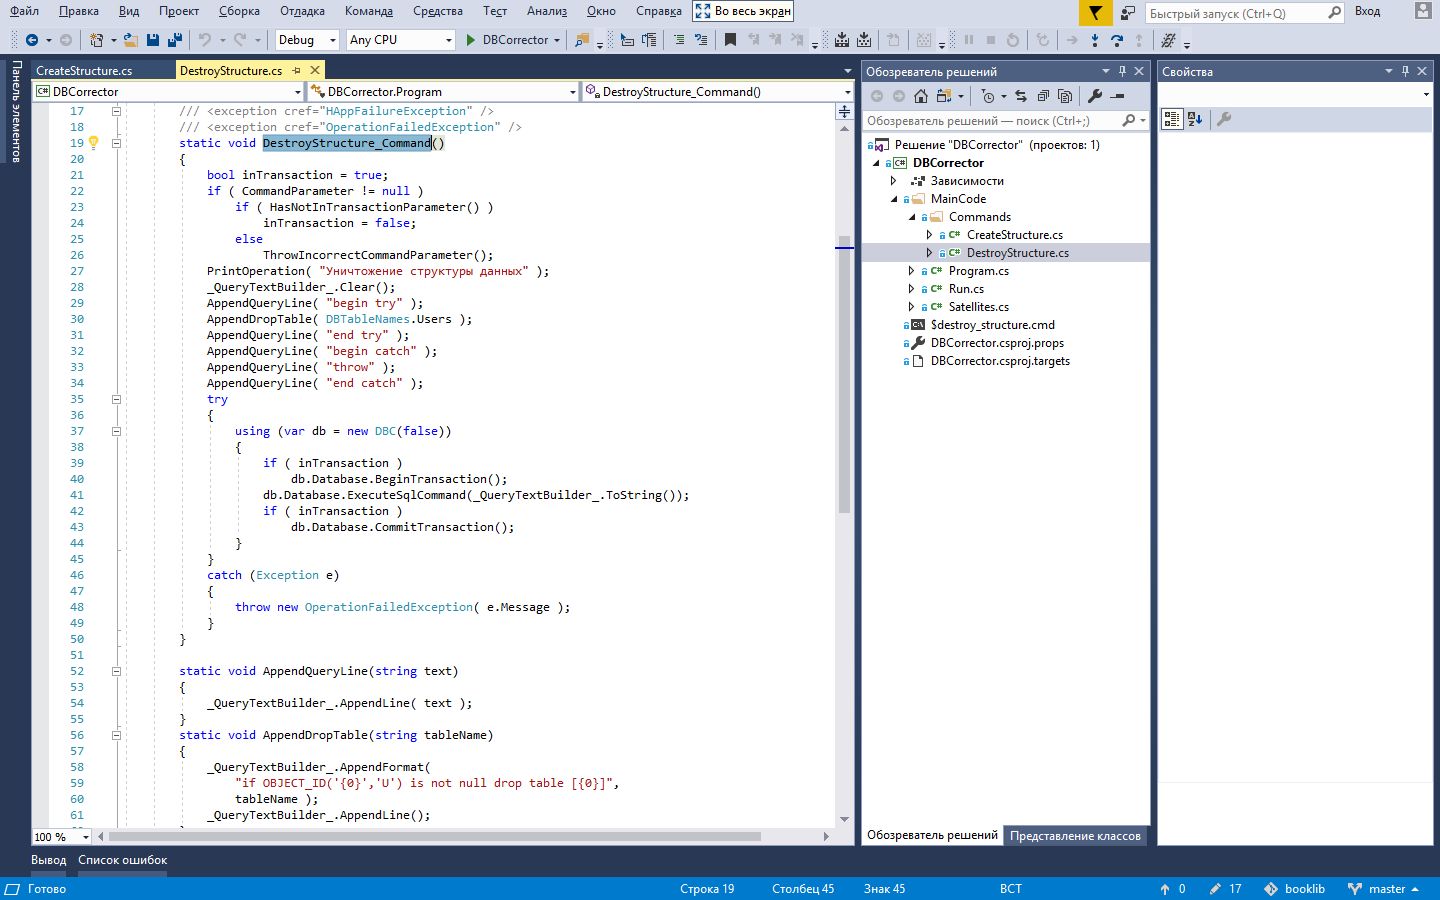 Файл Правка Вид Проект Сборка Отладка Команда Средства Тест Анализ Окно Справка Во весь экран Быстрый запуск (Ctrl+Q) Вход
Debug Any CPU DBCorrector
Панель элементов
CreateStructure.cs DestroyStructure.cs
DBCorrector DBCorrector.Program DestroyStructure_Command()
17 /// <exception cref="HAppFailureException" />
18 /// <exception cref="OperationFailedException" />
19 static void DestroyStructure_Command()
20 {
21 bool inTransaction = true;
22 if ( CommandParameter != null )
23 if ( HasNotInTransactionParameter() )
24 inTransaction = false;
25 else
26 ThrowIncorrectCommandParameter();
27 PrintOperation( "Уничтожение структуры данных" );
28 _QueryTextBuilder_.Clear();
29 AppendQueryLine( "begin try" );
30 AppendDropTable( DBTableNames.Users );
31 AppendQueryLine( "end try" );
32 AppendQueryLine( "begin catch" );
33 AppendQueryLine( "throw" );
34 AppendQueryLine( "end catch" );
35 try
36 {
37 using (var db = new DBC(false))
38 {
39 if ( inTransaction )
40 db.Database.BeginTransaction();
41 db.Database.ExecuteSqlCommand(_QueryTextBuilder_.ToString());
42 if ( inTransaction )
43 db.Database.CommitTransaction();
44 }
45 }
46 catch (Exception e)
47 {
48 throw new OperationFailedException( e.Message );
49 }
50 }
51
52 static void AppendQueryLine(string text)
53 {
54 _QueryTextBuilder_.AppendLine( text );
55 }
56 static void AppendDropTable(string tableName)
57 {
58 _QueryTextBuilder_.AppendFormat(
59 "if OBJECT_ID('{0}','U') is not null drop table [{0}]",
60 tableName );
61 _QueryTextBuilder_.AppendLine();
100 %
Обозреватель решений
Обозреватель решений — поиск (Ctrl+;)
Решение "DBCorrector" (проектов: 1)
DBCorrector
Зависимости
MainCode
Commands
CreateStructure.cs
DestroyStructure.cs
Program.cs
Run.cs
Satellites.cs
$destroy_structure.cmd
DBCorrector.csproj.props
DBCorrector.csproj.targets
Обозреватель решений Представление классов
Свойства
Вывод Список ошибок
Готово Строка 19 Столбец 45 Знак 45 ВСТ 0 17 booklib master